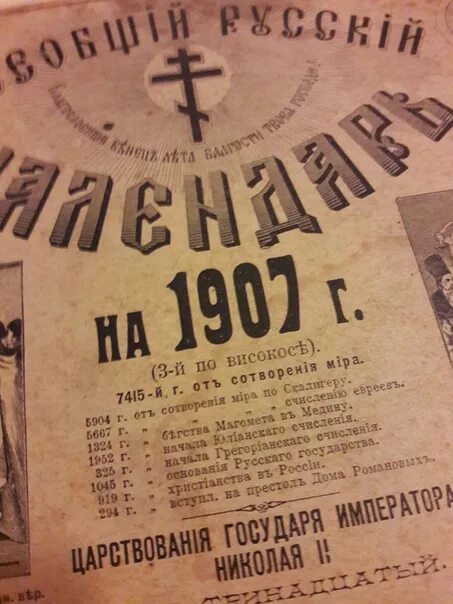 СЕОБЩІЙ РУССКІЙ
БЛАГОСЛОВИШИ ВѢНЕЦЪ ЛѢТА БЛАГОСТИ ТВОЕЯ ГОСПОДИ
КАЛЕНДАРЬ
НА 1907 г.
(3-й по високосѣ).
7415-й, г. отъ сотворенія міра.
5904 г. отъ сотворенія міра по Скалигеру.
5667 г. „ „ „ „ счисленію евреевъ.
1324 г. „ бѣгства Магомета въ Медину.
1952 г. „ начала Юліанскаго счисленія.
325 г. „ начала Грегоріанскаго счисленія.
1045 г. „ основанія Русскаго государства.
919 г. „ христіанства въ Россіи.
294 г. „ вступл. на престолъ Дома Романовыхъ.
ЦАРСТВОВАНІЯ ГОСУДАРЯ ИМПЕРАТОРА
НИКОЛАЯ II
ТРИНАДЦАТЫЙ.
вѣр.